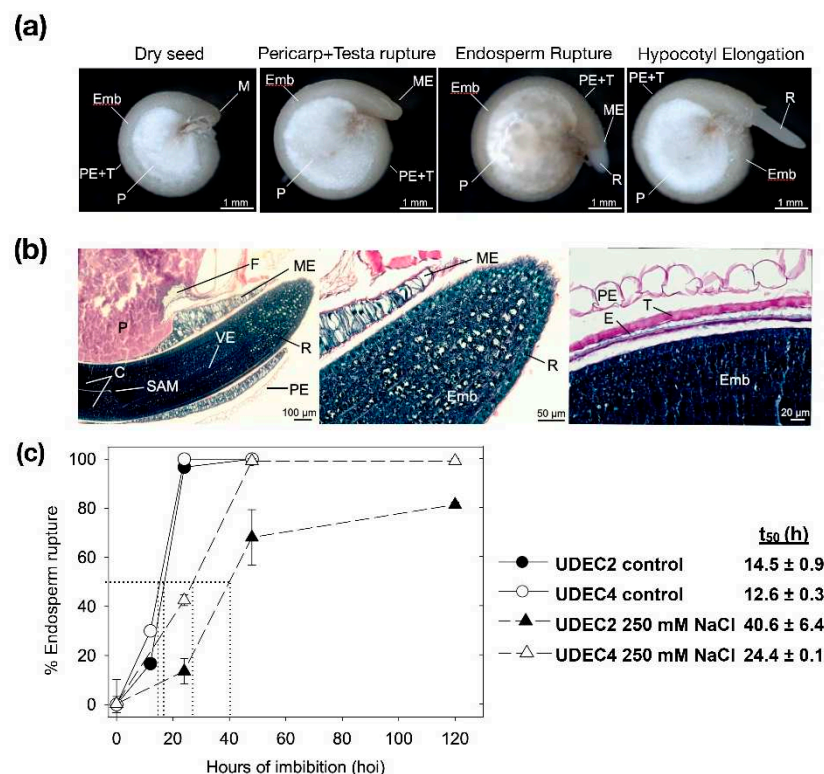 (a)
Dry seed
Pericarp+Testa rupture
Endosperm Rupture
Hypocotyl Elongation
Emb
M
PE+T
P
1 mm
Emb
ME
P
PE+T
1 mm
Emb
PE+T
ME
P
R
1 mm
PE+T
R
P
Emb
1 mm
(b)
F
ME
P
VE
C
SAM
R
PE
100 µm
ME
R
Emb
50 µm
PE
T
E
Emb
20 µm
(c)
% Endosperm rupture
100
80
60
40
20
0
0
20
40
60
80
100
120
Hours of imbibition (hoi)
t50 (h)
UDEC2 control 14.5 ± 0.9
UDEC4 control 12.6 ± 0.3
UDEC2 250 mM NaCl 40.6 ± 6.4
UDEC4 250 mM NaCl 24.4 ± 0.1